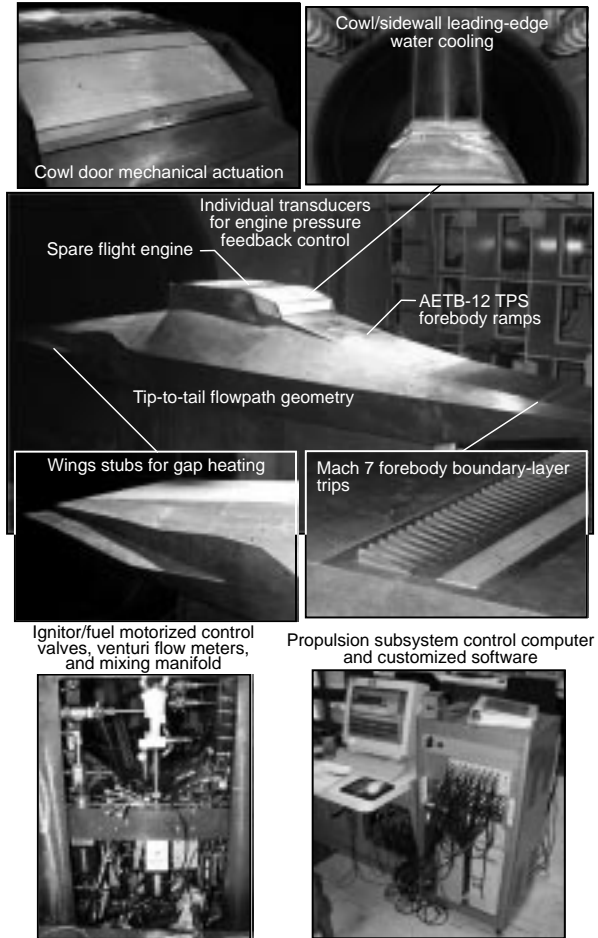 Cowl door mechanical actuation
Cowl/sidewall leading-edge
water cooling
Individual transducers
for engine pressure
feedback control
Spare flight engine
AETB-12 TPS
forebody ramps
Tip-to-tail flowpath geometry
Wings stubs for gap heating
Mach 7 forebody boundary-layer
trips
Ignitor/fuel motorized control
valves, venturi flow meters,
and mixing manifold
Propulsion subsystem control computer
and customized software